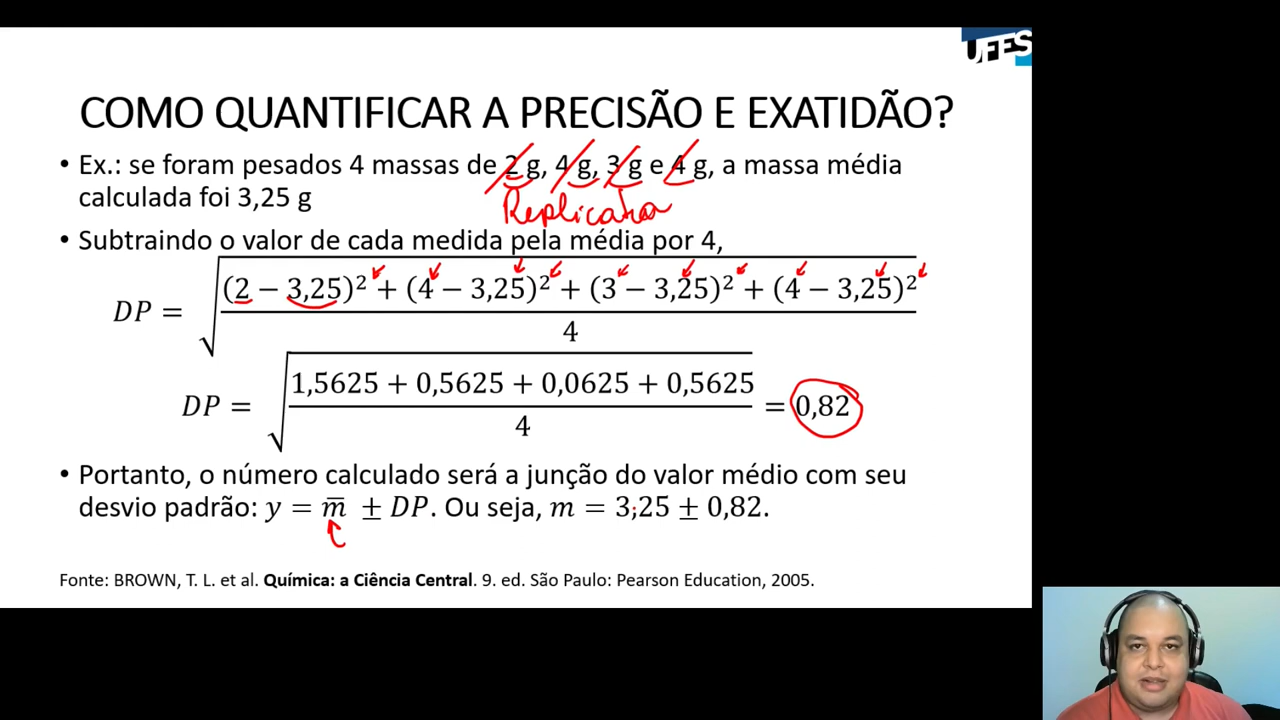 UFES
COMO QUANTIFICAR A PRECISÃO E EXATIDÃO?
• Ex.: se foram pesados 4 massas de 2 g, 4 g, 3 g e 4 g, a massa média
calculada foi 3,25 g
Replicata
• Subtraindo o valor de cada medida pela média por 4,
DP = √(((2 − 3,25)² + (4 − 3,25)² + (3 − 3,25)² + (4 − 3,25)²)/4)
DP = √((1,5625 + 0,5625 + 0,0625 + 0,5625)/4) = 0,82
• Portanto, o número calculado será a junção do valor médio com seu
desvio padrão: y = m̅ ± DP. Ou seja, m = 3,25 ± 0,82.
Fonte: BROWN, T. L. et al. Química: a Ciência Central. 9. ed. São Paulo: Pearson Education, 2005.